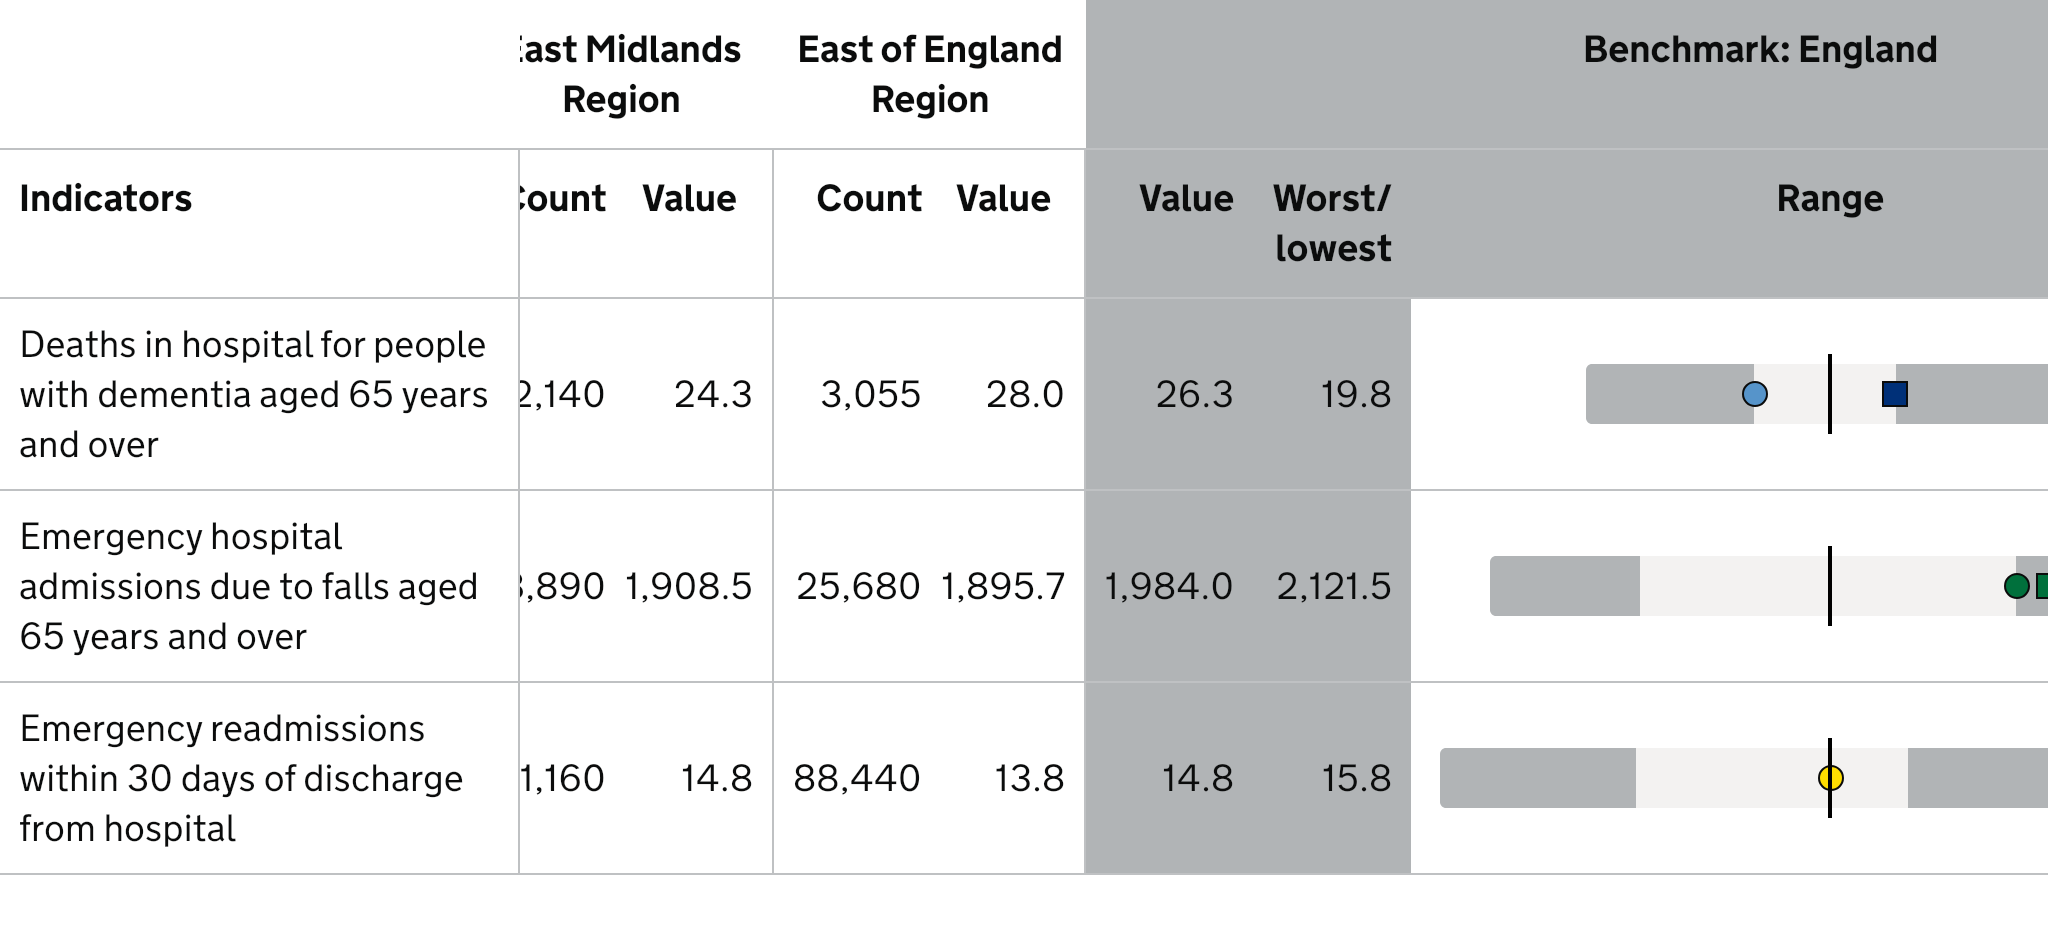 East Midlands
Region
East of England
Region
Benchmark: England
Indicators
Count
Value
Count
Value
Value
Worst/
lowest
Range
Deaths in hospital for people
with dementia aged 65 years
and over
2,140
24.3
3,055
28.0
26.3
19.8
Emergency hospital
admissions due to falls aged
65 years and over
1,908.5
25,680
1,895.7
1,984.0
2,121.5
Emergency readmissions
within 30 days of discharge
from hospital
1,160
14.8
88,440
13.8
14.8
15.8